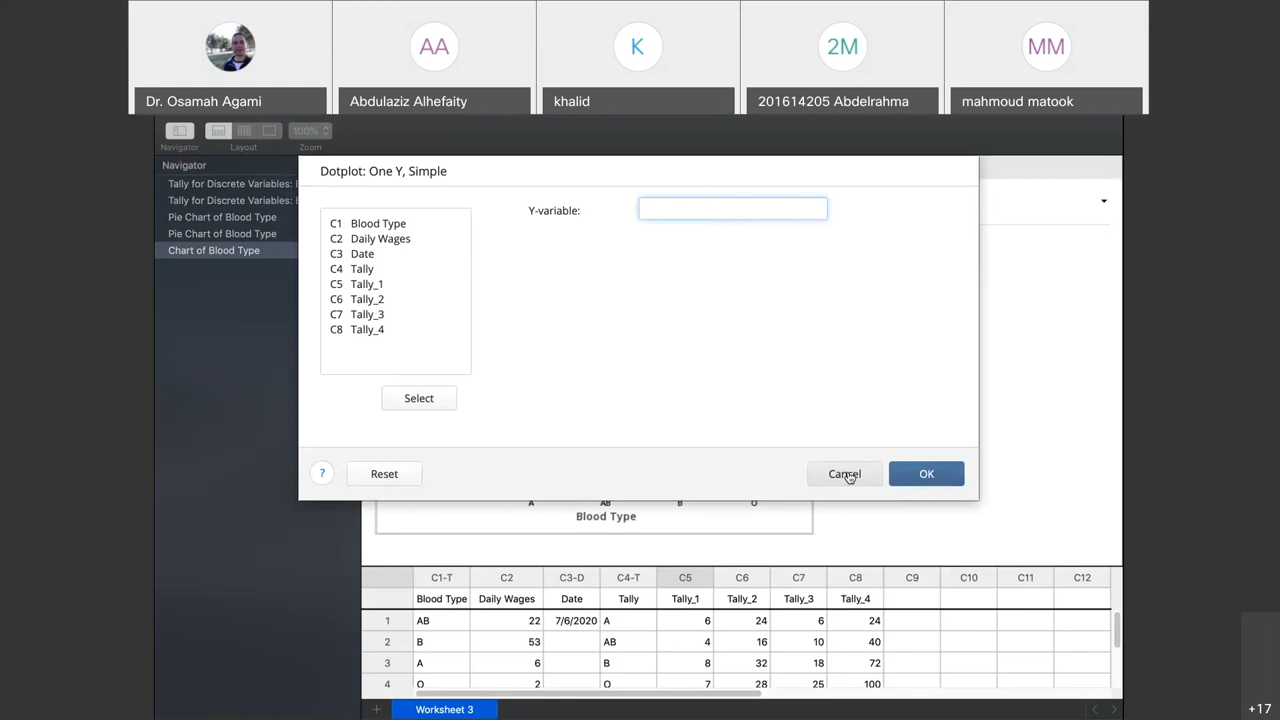 AA
K
2M
MM
Dr. Osamah Agami
Abdulaziz Alhefaity
khalid
201614205 Abdelrahma
mahmoud matook
100%
Navigator
Layout
Zoom
Navigator
Tally for Discrete Variables:
Tally for Discrete Variables:
Pie Chart of Blood Type
Pie Chart of Blood Type
Chart of Blood Type
Dotplot: One Y, Simple
C1 Blood Type
C2 Daily Wages
C3 Date
C4 Tally
C5 Tally_1
C6 Tally_2
C7 Tally_3
C8 Tally_4
Y-variable:
Select
?
Reset
Cancel
OK
A AB B O
Blood Type
C1-T C2 C3-D C4-T C5 C6 C7 C8 C9 C10 C11 C12
Blood Type Daily Wages Date Tally Tally_1 Tally_2 Tally_3 Tally_4
1 AB 22 7/6/2020 A 6 24 6 24
2 B 53 AB 4 16 10 40
3 A 6 B 8 32 18 72
4 O 2 O 7 28 25 100
+ Worksheet 3
+17